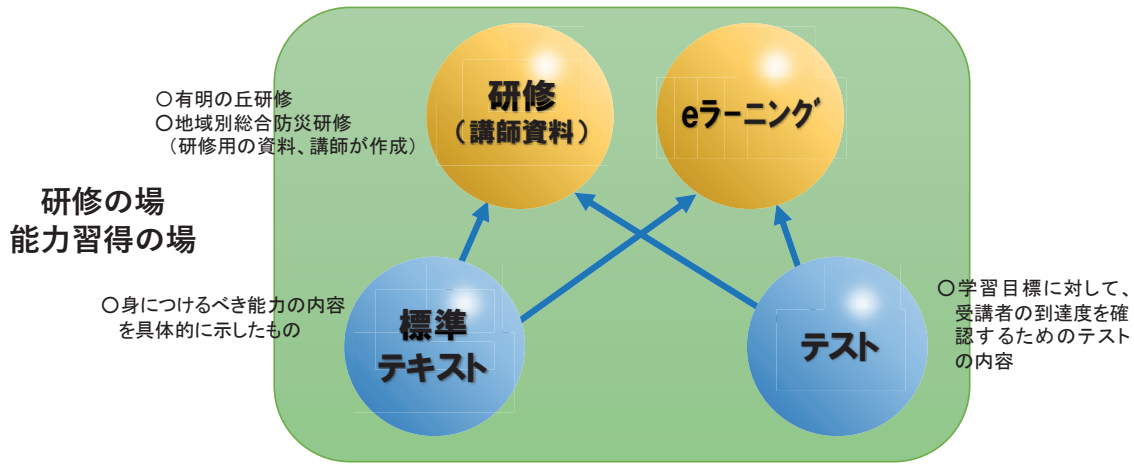 研修
(講師資料)
eラーニング
〇有明の丘研修
〇地域別総合防災研修
(研修用の資料、講師が作成)
研修の場
能力習得の場
〇身につけるべき能力の内容
を具体的に示したもの
標準
テキスト
テスト
〇学習目標に対して、
受講者の到達度を確
認するためのテスト
の内容